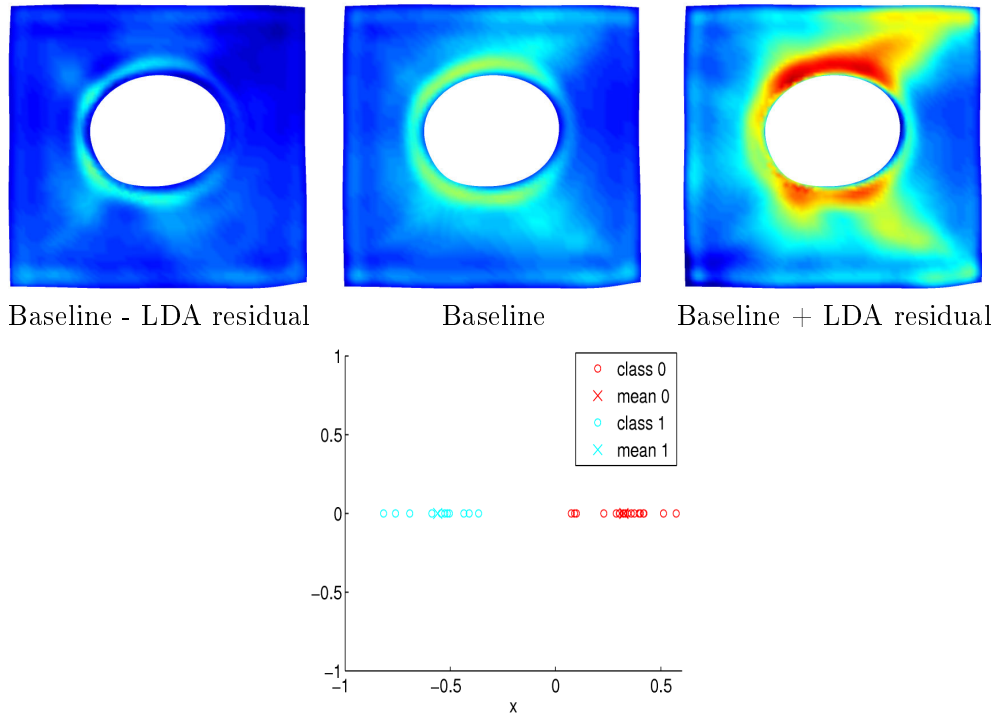 Baseline - LDA residual
Baseline
Baseline + LDA residual
1
0.5
0
−0.5
−1
class 0
mean 0
class 1
mean 1
−1
−0.5
0
0.5
x